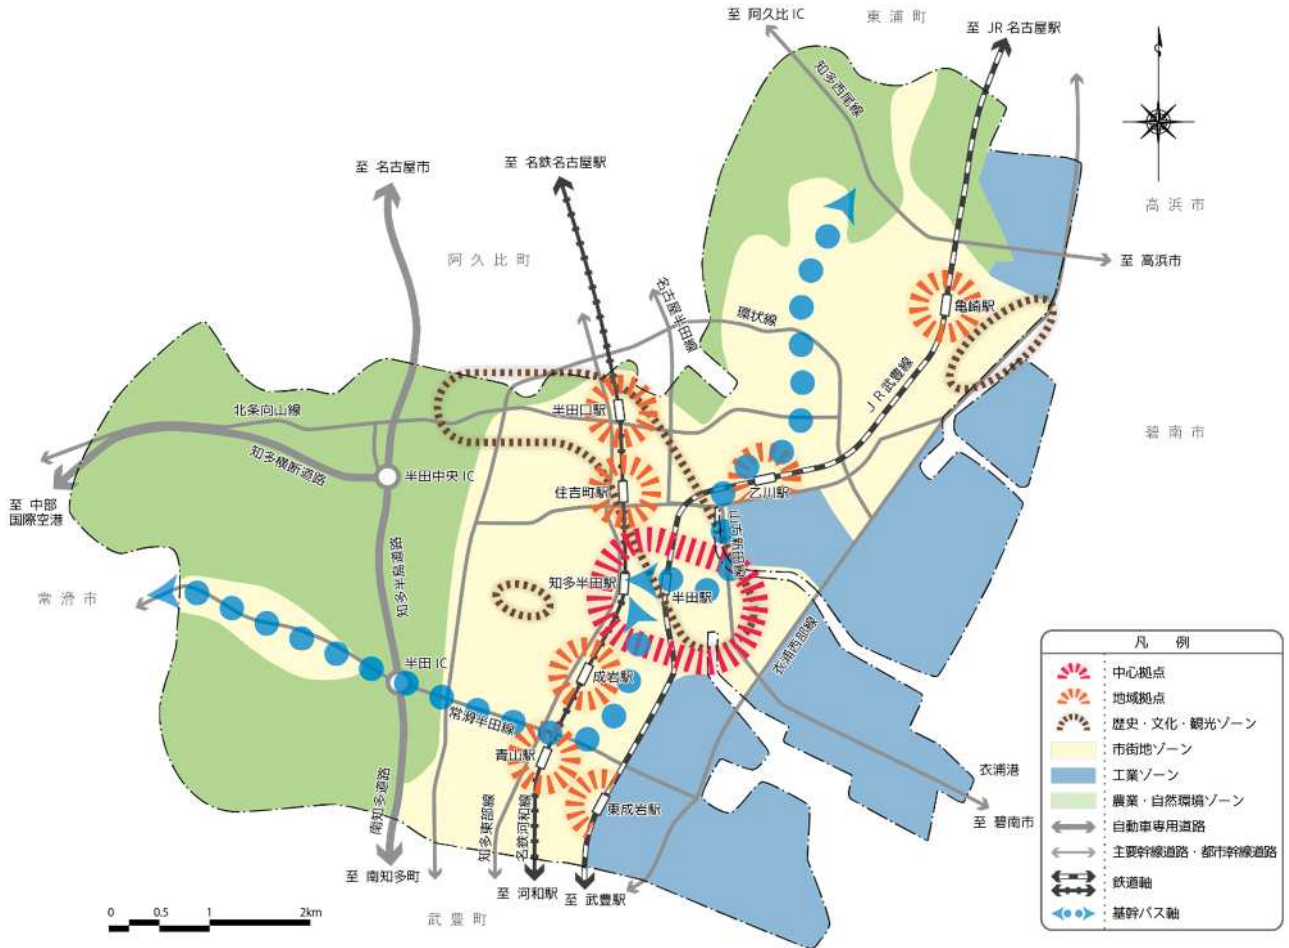 至 阿久比 IC
東浦町
至 JR 名古屋駅
知多西尾線
至 名古屋市
至 名鉄名古屋駅
高浜市
阿久比町
至 高浜市
名古屋半田線
環状線
亀崎駅
JR武豊線
北条向山線
半田口駅
碧南市
知多横断道路
半田中央 IC
住吉町駅
乙川駅
至 中部
国際空港
山方新田線
知多半島道路
知多半田駅
半田駅
常滑市
衣浦西部線
半田 IC
成岩駅
常滑半田線
青山駅
衣浦港
東成岩駅
至 碧南市
南知多道路
知多東部線
名鉄河和線
至 南知多町
至 河和駅
至 武豊駅
武豊町
0 0.5 1 2km
凡 例
中心拠点
地域拠点
歴史・文化・観光ゾーン
市街地ゾーン
工業ゾーン
農業・自然環境ゾーン
自動車専用道路
主要幹線道路・都市幹線道路
鉄道軸
基幹バス軸